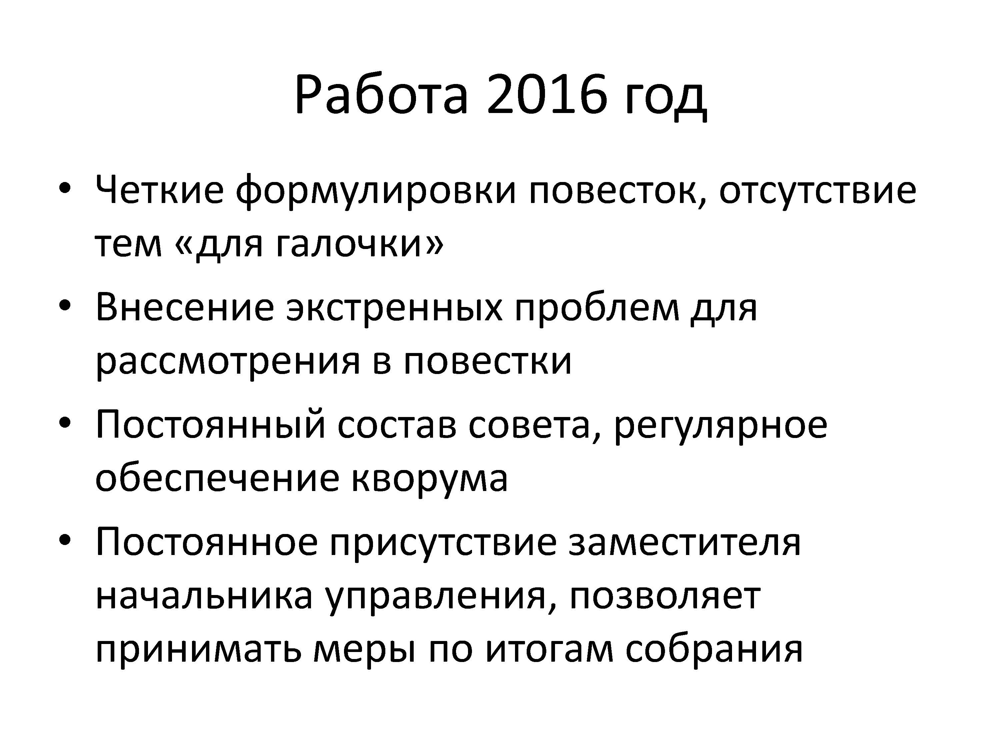 Работа 2016 год
• Четкие формулировки повесток, отсутствие
тем «для галочки»
• Внесение экстренных проблем для
рассмотрения в повестки
• Постоянный состав совета, регулярное
обеспечение кворума
• Постоянное присутствие заместителя
начальника управления, позволяет
принимать меры по итогам собрания